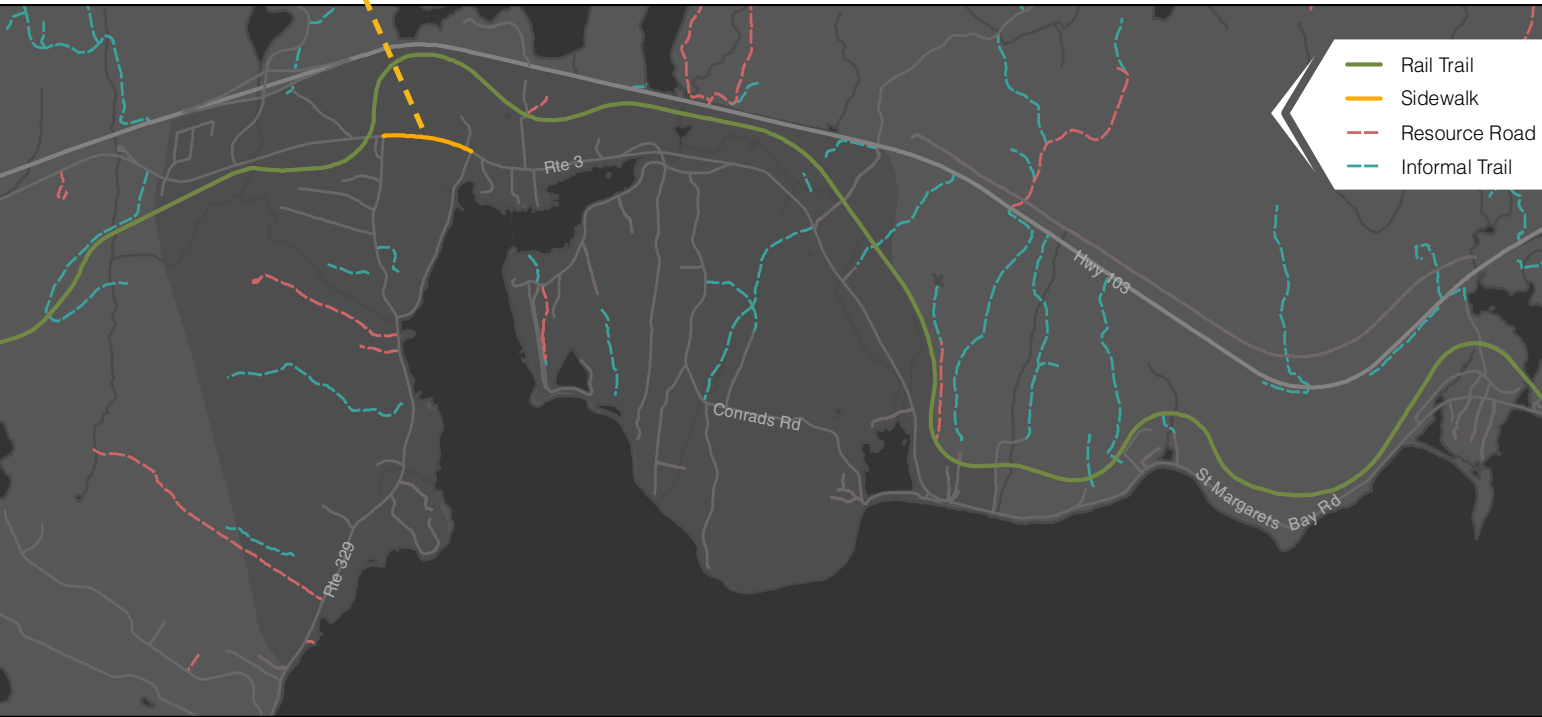 Rail Trail
Sidewalk
Resource Road
Informal Trail
Rte 3
Hwy 103
Conrads Rd
St Margarets Bay Rd
Rte 329